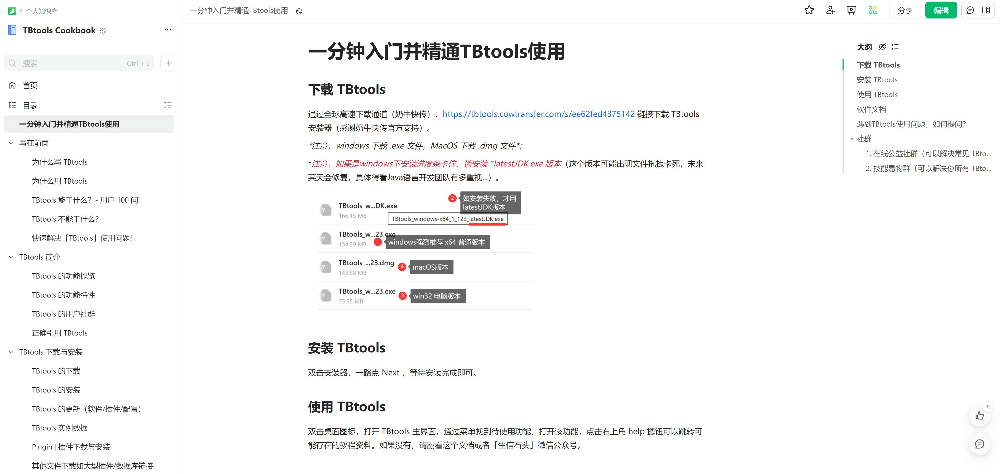 个人知识库
TBtools Cookbook
搜索 Ctrl + J
首页
目录
一分钟入门并精通TBtools使用
写在前面
为什么写 TBtools
为什么用 TBtools
TBtools 能干什么？- 用户 100 问！
TBtools 不能干什么？
快速解决「TBtools」使用问题！
TBtools 简介
TBtools 的功能概览
TBtools 的功能特性
TBtools 的用户社群
正确引用 TBtools
TBtools 下载与安装
TBtools 的下载
TBtools 的安装
TBtools 的更新（软件/插件/配置）
TBtools 实例数据
Plugin | 插件下载与安装
其他文件下载如大型插件/数据库链接
一分钟入门并精通TBtools使用
分享
编辑
一分钟入门并精通TBtools使用
下载 TBtools
通过全球高速下载通道（奶牛快传）：https://tbtools.cowtransfer.com/s/ee62fed4375142 链接下载 TBtools
安装器（感谢奶牛快传官方支持）。
*注意，windows 下载 .exe 文件，MacOS 下载 .dmg 文件*；
*注意，如果是windows下安装进度条卡住，请安装 *latestJDK.exe 版本（这个版本可能出现文件拖拽卡死，未来
某天会修复，具体得看Java语言开发团队有多重视...）。
2 如安装失败，才用
latestJDK版本
TBtools_w...DK.exe
166.15 MB
TBtools_windows-x64_1_123_latestJDK.exe
TBtools_w...23.exe
154.39 MB
1 windows强烈推荐 x64 普通版本
TBtools_...23.dmg
143.58 MB
4 macOS版本
TBtools_w...23.exe
73.55 MB
3 win32 电脑版本
安装 TBtools
双击安装器，一路点 Next ，等待安装完成即可。
使用 TBtools
双击桌面图标，打开 TBtools 主界面。通过菜单找到待使用功能，打开该功能，点击右上角 help 摁钮可以跳转可
能存在的教程资料。如果没有，请翻看这个文档或者「生信石头」微信公众号。
大纲
下载 TBtools
安装 TBtools
使用 TBtools
软件文档
遇到TBtools使用问题，如何提问？
社群
1. 在线公益社群（可以解决常见 TBto...
2. 技能易物群（可以解决你所有 TBto...
8